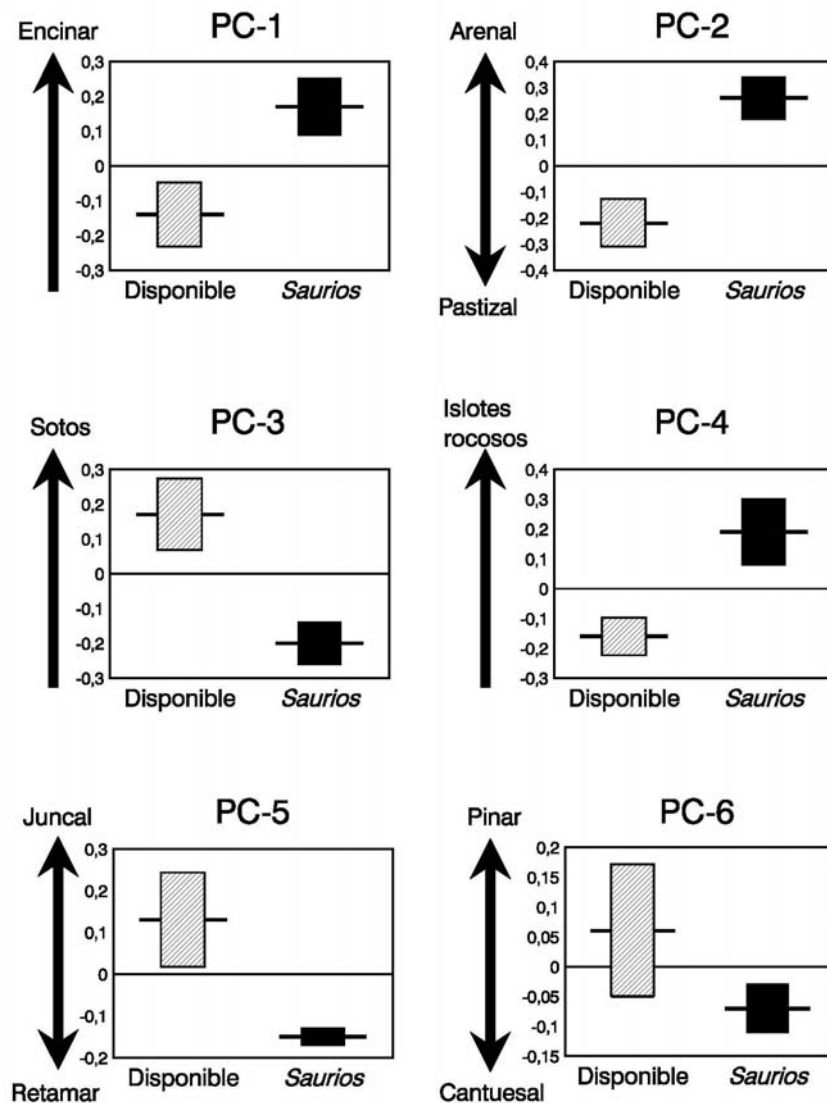 Encinar
PC-1
0,3
0,2
0,1
0
-0,1
-0,2
-0,3
Disponible
Saurios
Arenal
PC-2
0,4
0,3
0,2
0,1
0
-0,1
-0,2
-0,3
-0,4
Pastizal
Disponible
Saurios
Sotos
PC-3
0,3
0,2
0,1
0
-0,1
-0,2
-0,3
Disponible
Saurios
Islotes
rocosos
PC-4
0,4
0,3
0,2
0,1
0
-0,1
-0,2
-0,3
Disponible
Saurios
Juncal
PC-5
0,3
0,2
0,1
0
-0,1
-0,2
Retamar
Disponible
Saurios
Pinar
PC-6
0,2
0,15
0,1
0,05
0
-0,05
-0,1
-0,15
Cantuesal
Disponible
Saurios